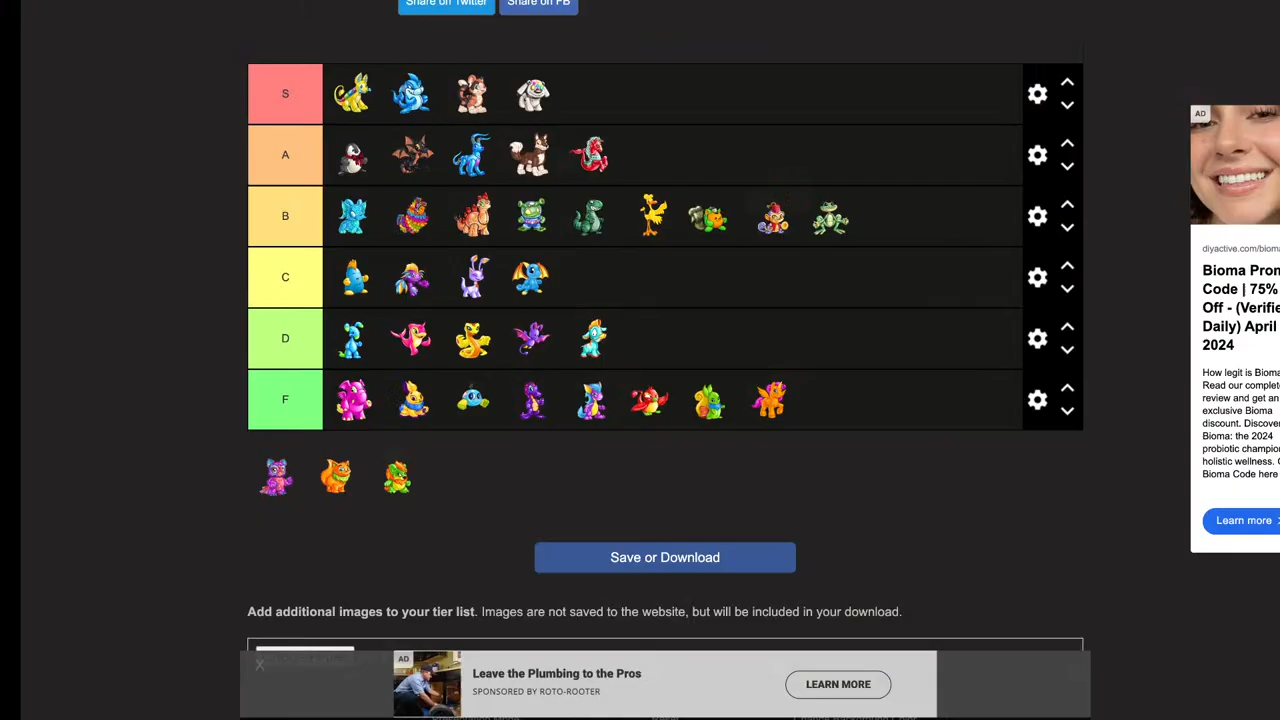 Share on Twitter
Share on FB
S
A
B
C
D
F
Save or Download
Add additional images to your tier list. Images are not saved to the website, but will be included in your download.
X
AD
Leave the Plumbing to the Pros
SPONSORED BY ROTO-ROOTER
LEARN MORE
AD
diyactive.com/bioma
Bioma Pron
Code | 75%
Off - (Verifie
Daily) April
2024
How legit is Bioma
Read our complet
review and get an
exclusive Bioma
discount. Discove
Bioma: the 2024
probiotic champio
holistic wellness. 
Bioma Code here
Learn more